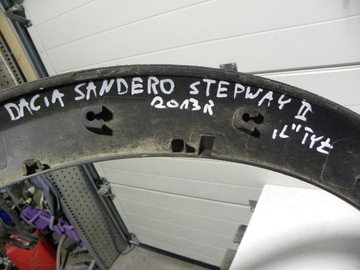 DACIA SANDERO STEPWAY II
2013R
"L" TYŁ